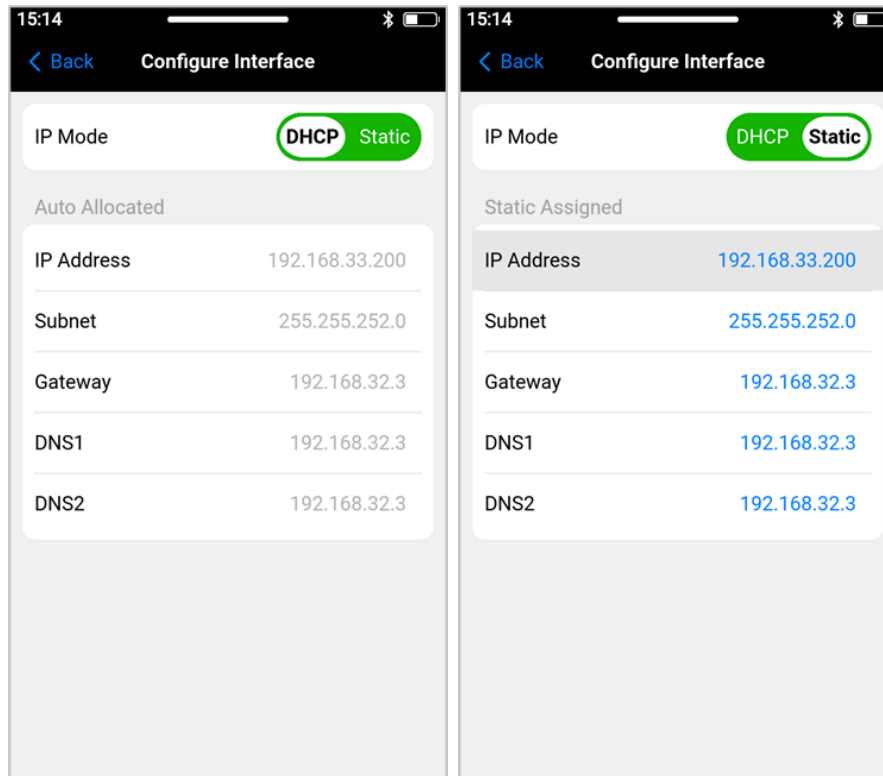 15:14
Back Configure Interface
IP Mode DHCP Static
Auto Allocated
IP Address 192.168.33.200
Subnet 255.255.252.0
Gateway 192.168.32.3
DNS1 192.168.32.3
DNS2 192.168.32.3
15:14
Back Configure Interface
IP Mode DHCP Static
Static Assigned
IP Address 192.168.33.200
Subnet 255.255.252.0
Gateway 192.168.32.3
DNS1 192.168.32.3
DNS2 192.168.32.3